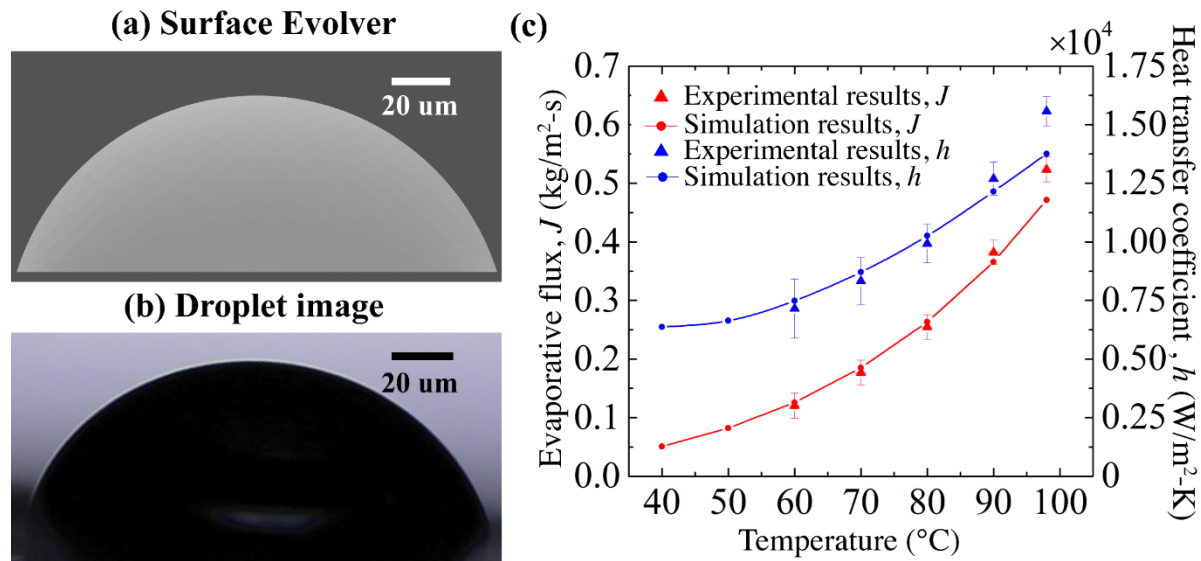 (a) Surface Evolver
20 um
(b) Droplet image
20 um
(c)
×10⁴
Evaporative flux, J (kg/m²-s)
0.7
0.6
0.5
0.4
0.3
0.2
0.1
0.0
Experimental results, J
Simulation results, J
Experimental results, h
Simulation results, h
1.75
1.50
1.25
1.00
0.75
0.50
0.25
0
Heat transfer coefficient , h (W/m²-K)
40 50 60 70 80 90 100
Temperature (°C)